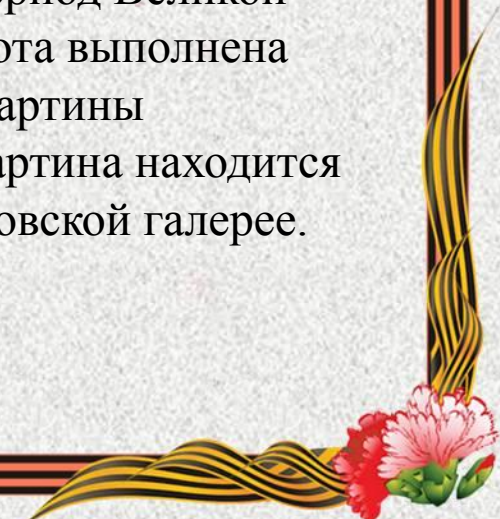 ериод Великой
ота выполнена
артины
артина находится
овской галерее.